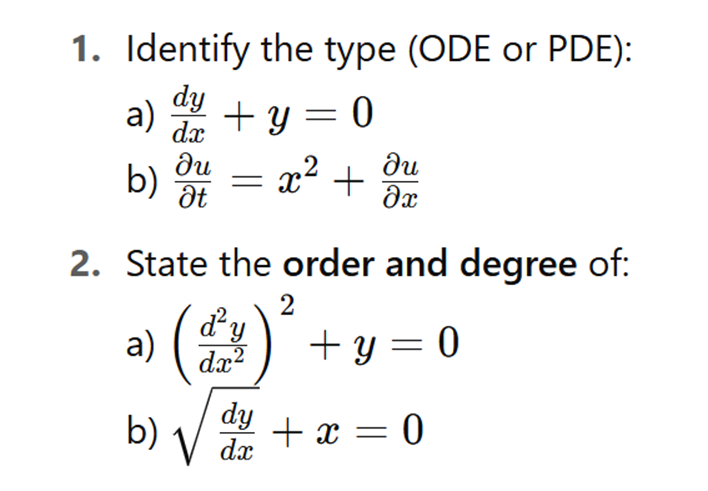 1. Identify the type (ODE or PDE):
a) $\frac{dy}{dx} + y = 0$
b) $\frac{\partial u}{\partial t} = x^2 + \frac{\partial u}{\partial x}$
2. State the order and degree of:
a) $\left(\frac{d^2y}{dx^2}\right)^2 + y = 0$
b) $\sqrt{\frac{dy}{dx}} + x = 0$